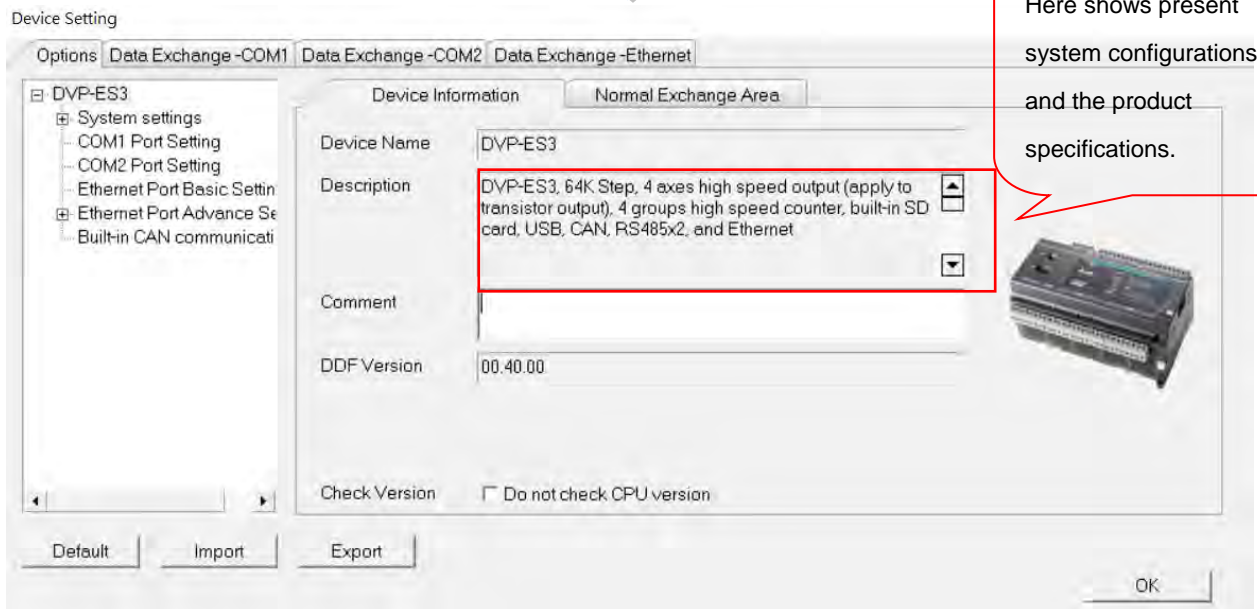 Here shows present
system configurations
and the product
specifications.
Device Setting
Options Data Exchange -COM1 Data Exchange -COM2 Data Exchange -Ethernet
DVP-ES3
System settings
COM1 Port Setting
COM2 Port Setting
Ethernet Port Basic Settin
Ethernet Port Advance Se
Built-in CAN communicati
Device Information Normal Exchange Area
Device Name DVP-ES3
Description DVP-ES3, 64K Step, 4 axes high speed output (apply to
transistor output), 4 groups high speed counter, built-in SD
card, USB, CAN, RS485x2, and Ethernet
Comment
DDF Version 00.40.00
Check Version Do not check CPU version
Default Import Export
OK